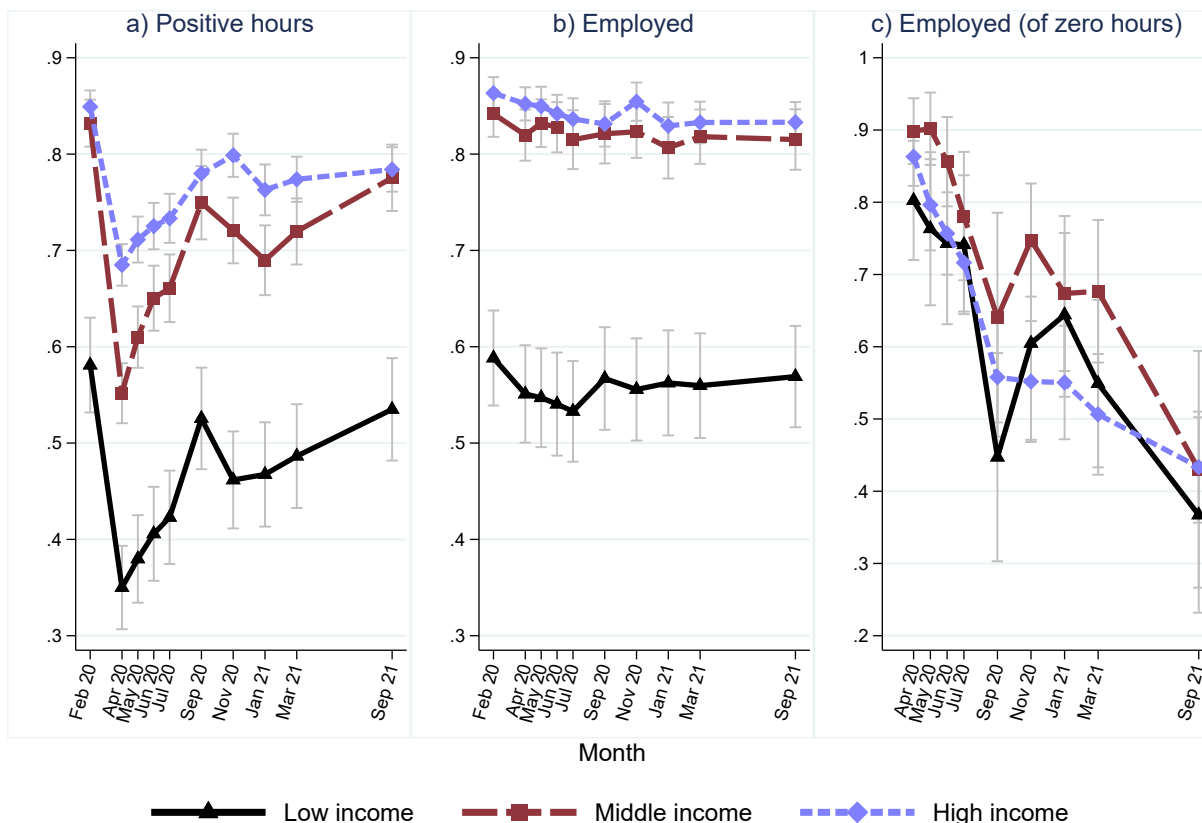 a) Positive hours
.9
.8
.7
.6
.5
.4
.3
Feb 20
Apr 20
May 20
Jun 20
Jul 20
Sep 20
Nov 20
Jan 21
Mar 21
Sep 21
b) Employed
.9
.8
.7
.6
.5
.4
.3
Feb 20
Apr 20
May 20
Jun 20
Jul 20
Sep 20
Nov 20
Jan 21
Mar 21
Sep 21
c) Employed (of zero hours)
1
.9
.8
.7
.6
.5
.4
.3
.2
Apr 20
May 20
Jun 20
Jul 20
Sep 20
Nov 20
Jan 21
Mar 21
Sep 21
Month
Low income
Middle income
High income